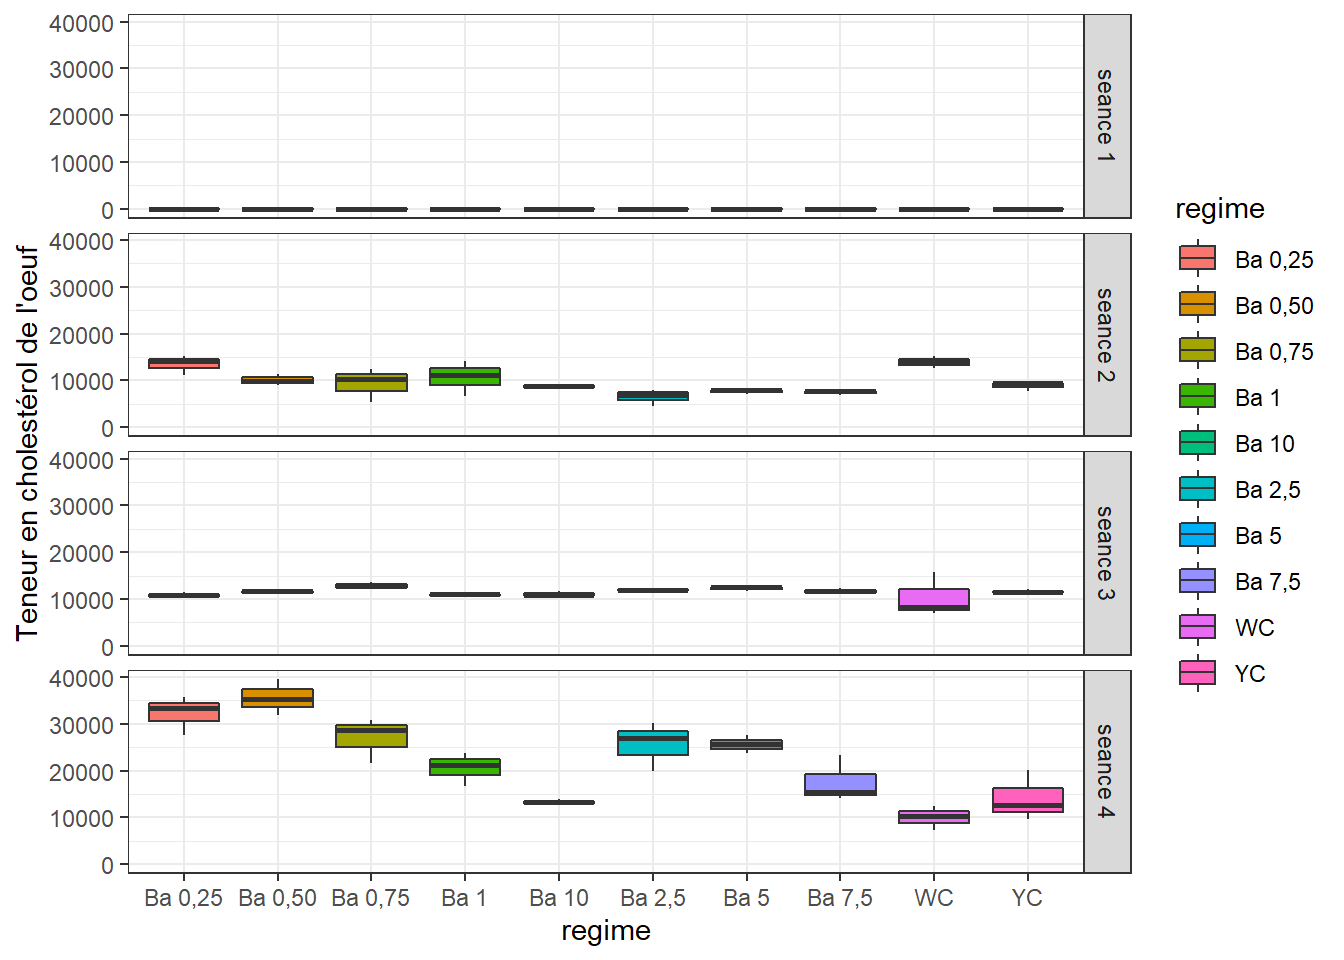 Teneur en cholestérol de l'oeuf
40000
30000
20000
10000
0
seance 1
40000
30000
20000
10000
0
seance 2
40000
30000
20000
10000
0
seance 3
40000
30000
20000
10000
0
seance 4
Ba 0,25 Ba 0,50 Ba 0,75 Ba 1 Ba 10 Ba 2,5 Ba 5 Ba 7,5 WC YC
regime
regime
Ba 0,25
Ba 0,50
Ba 0,75
Ba 1
Ba 10
Ba 2,5
Ba 5
Ba 7,5
WC
YC